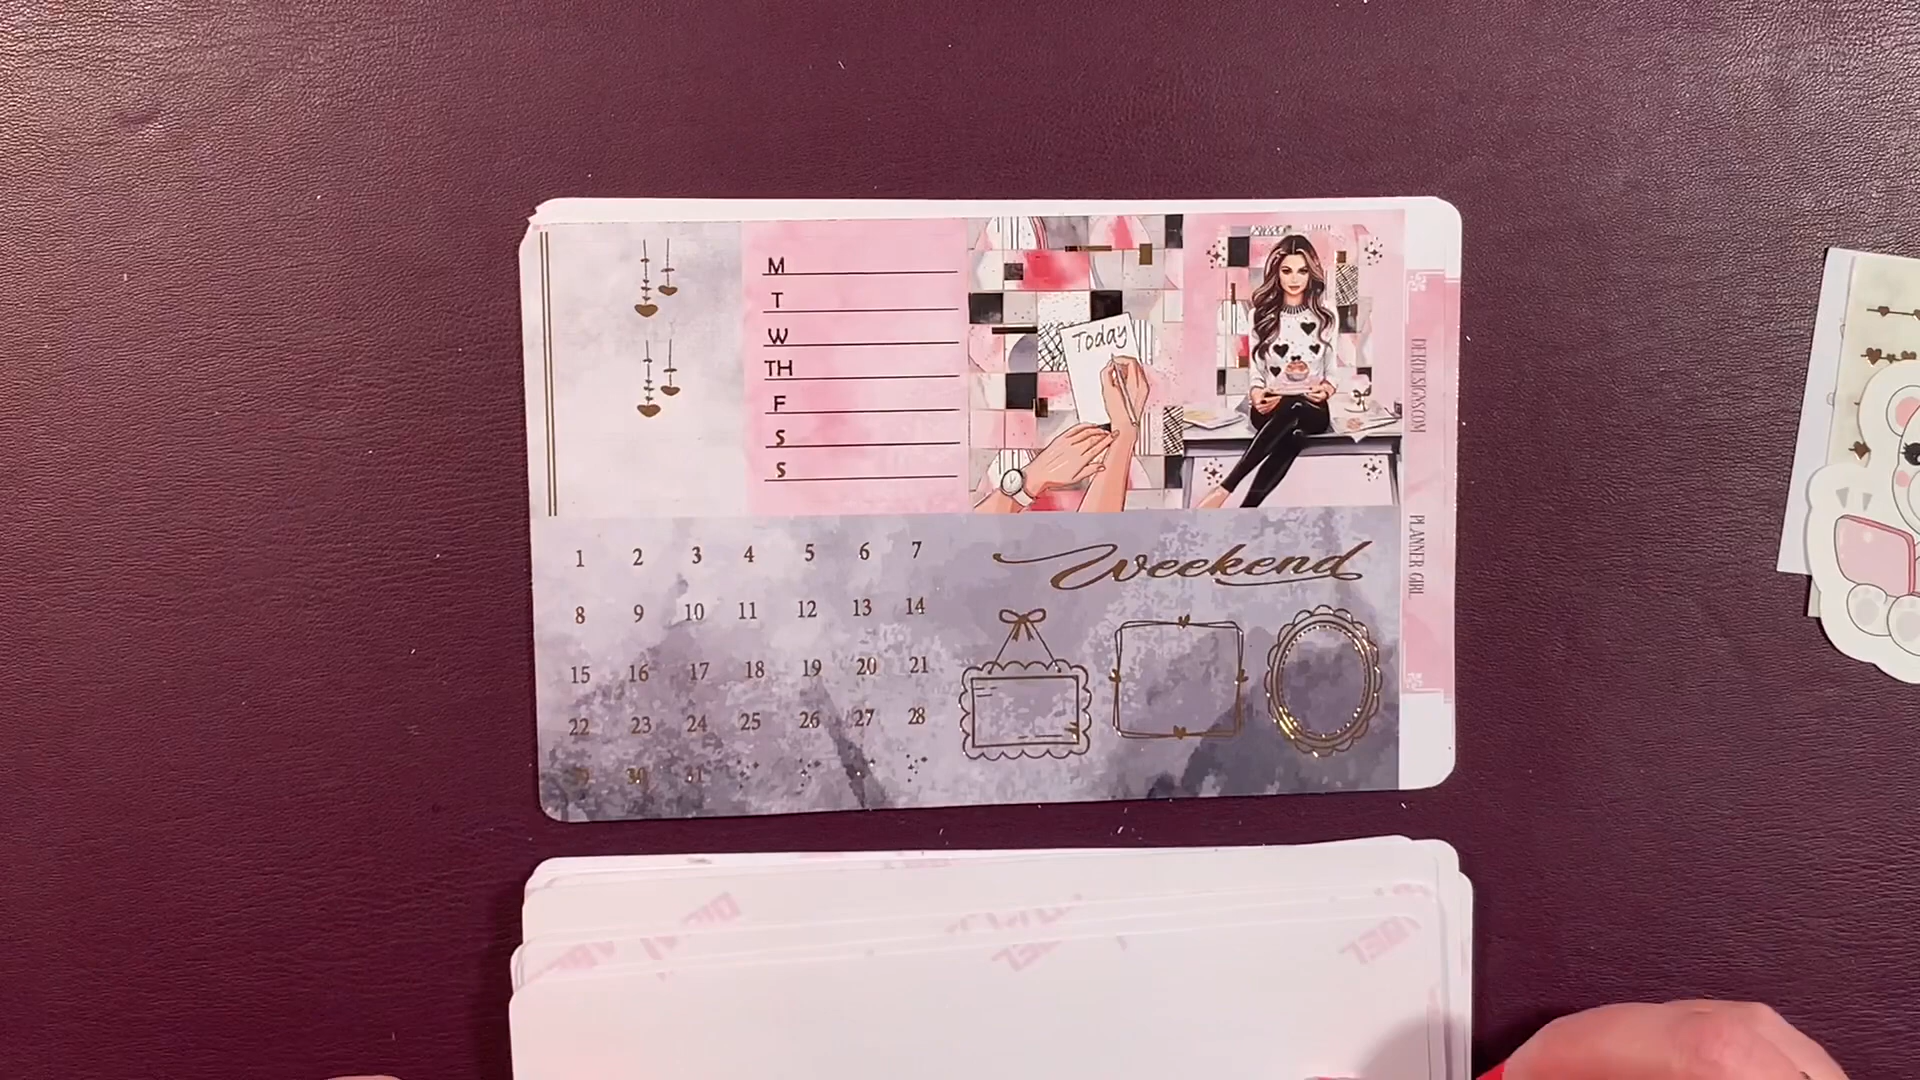 M
T
W
TH
F
S
S
Today
1 2 3 4 5 6 7
8 9 10 11 12 13 14
15 16 17 18 19 20 21
22 23 24 25 26 27 28
29 30 31
Weekend
PLANNER GIRL